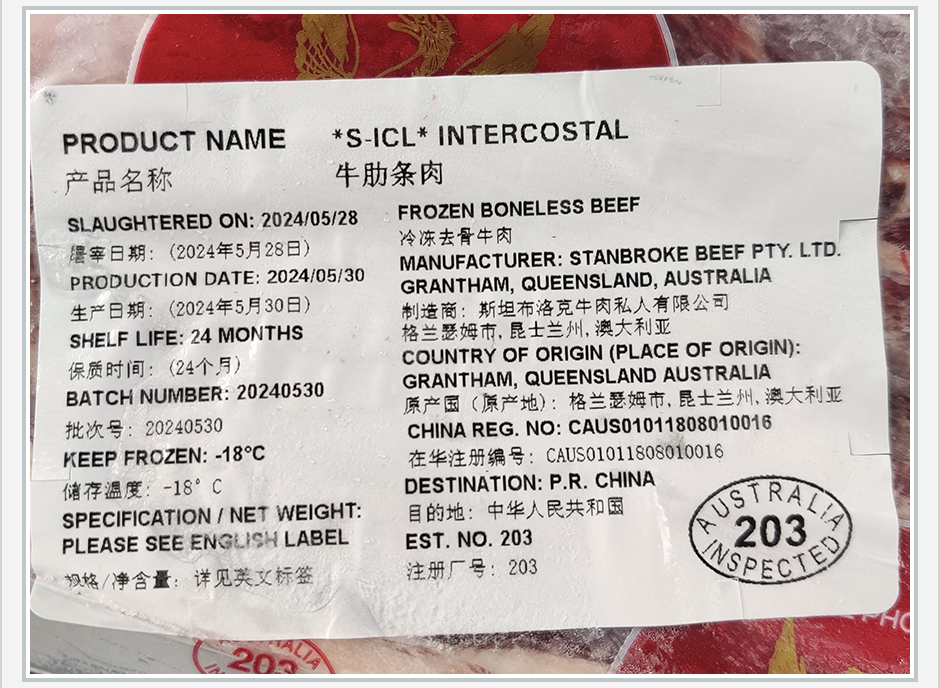 PRODUCT NAME *S-ICL* INTERCOSTAL
产品名称 牛肋条肉
SLAUGHTERED ON: 2024/05/28
屠宰日期: (2024年5月28日)
PRODUCTION DATE: 2024/05/30
生产日期: (2024年5月30日)
SHELF LIFE: 24 MONTHS
保质时间: (24个月)
BATCH NUMBER: 20240530
批次号: 20240530
KEEP FROZEN: -18°C
储存温度: -18° C
SPECIFICATION / NET WEIGHT:
PLEASE SEE ENGLISH LABEL
规格/净含量: 详见英文标签
FROZEN BONELESS BEEF
冷冻去骨牛肉
MANUFACTURER: STANBROKE BEEF PTY. LTD.
GRANTHAM, QUEENSLAND, AUSTRALIA
制造商: 斯坦布洛克牛肉私人有限公司
格兰瑟姆市, 昆士兰州, 澳大利亚
COUNTRY OF ORIGIN (PLACE OF ORIGIN):
GRANTHAM, QUEENSLAND AUSTRALIA
原产国 (原产地): 格兰瑟姆市, 昆士兰州, 澳大利亚
CHINA REG. NO: CAUS01011808010016
在华注册编号: CAUS01011808010016
DESTINATION: P.R. CHINA
目的地: 中华人民共和国
EST. NO. 203
注册厂号: 203
AUSTRALIA
203
INSPECTED
AUSTRALIA
203